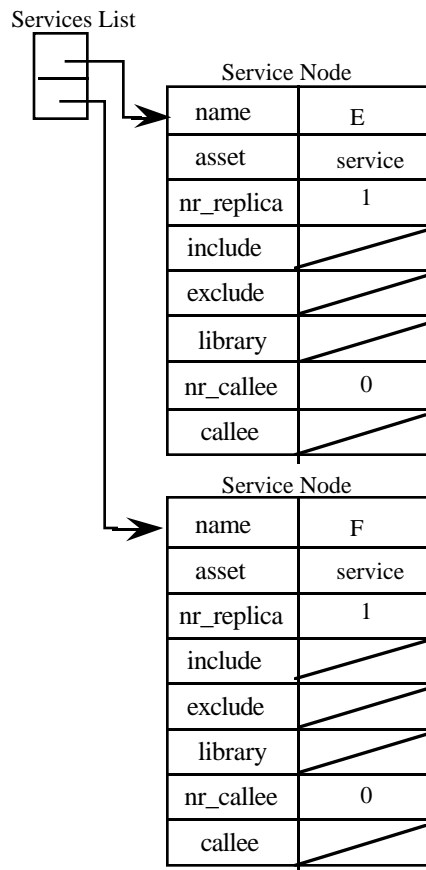 Services List
Service Node
name E
asset service
nr_replica 1
include
exclude
library
nr_callee 0
callee
Service Node
name F
asset service
nr_replica 1
include
exclude
library
nr_callee 0
callee